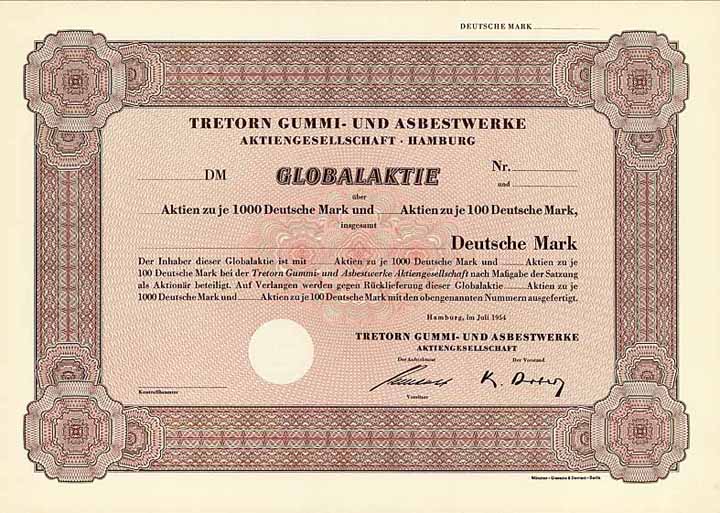 DEUTSCHE MARK
TRETORN GUMMI- UND ASBESTWERKE
AKTIENGESELLSCHAFT · HAMBURG
DM GLOBALAKTIE Nr.
und
über
Aktien zu je 1000 Deutsche Mark und Aktien zu je 100 Deutsche Mark,
insgesamt
Deutsche Mark
Der Inhaber dieser Globalaktie ist mit Aktien zu je 1000 Deutsche Mark und Aktien zu je
100 Deutsche Mark bei der Tretorn Gummi- und Asbestwerke Aktiengesellschaft nach Maßgabe der Satzung
als Aktionär beteiligt. Auf Verlangen werden gegen Rücklieferung dieser Globalaktie Aktien zu je
1000 Deutsche Mark und Aktien zu je 100 Deutsche Mark mit den obengenannten Nummern ausgefertigt.
Hamburg, im Juli 1954
TRETORN GUMMI- UND ASBESTWERKE
AKTIENGESELLSCHAFT
Der Aufsichtsrat Der Vorstand
Vorsitzer
Kontrollbeamter